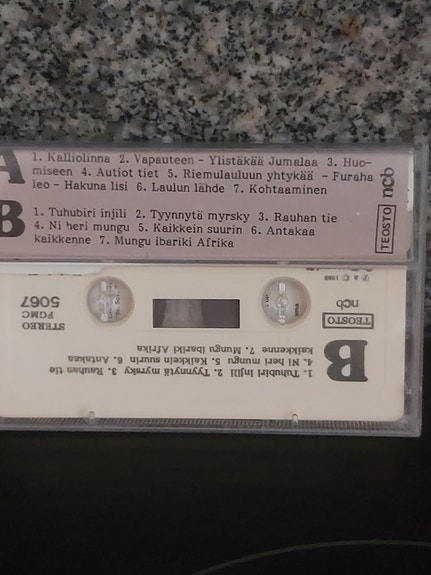 A
1. Kalliolinna 2. Vapauteen - Ylistäkää Jumalaa 3. Huo-
miseen 4. Autiot tiet 5. Riemulauluun yhtykää - Furaha
leo - Hakuna lisi 6. Laulun lähde 7. Kohtaaminen
B
1. Tuhubiri injili 2. Tyynnytä myrsky 3. Rauhan tie
4. Ni heri mungu 5. Kaikkein suurin 6. Antakaa
kaikkenne 7. Mungu ibariki Afrika
TEOSTO ncb
STEREO
PGMC
5067
TEOSTO
ncb
B
1. Tuhubiri injili 2. Tyynnytä myrsky 3. Rauhan tie
4. Ni heri mungu 5. Kaikkein suurin 6. Antakaa
kaikkenne 7. Mungu ibariki Afrika